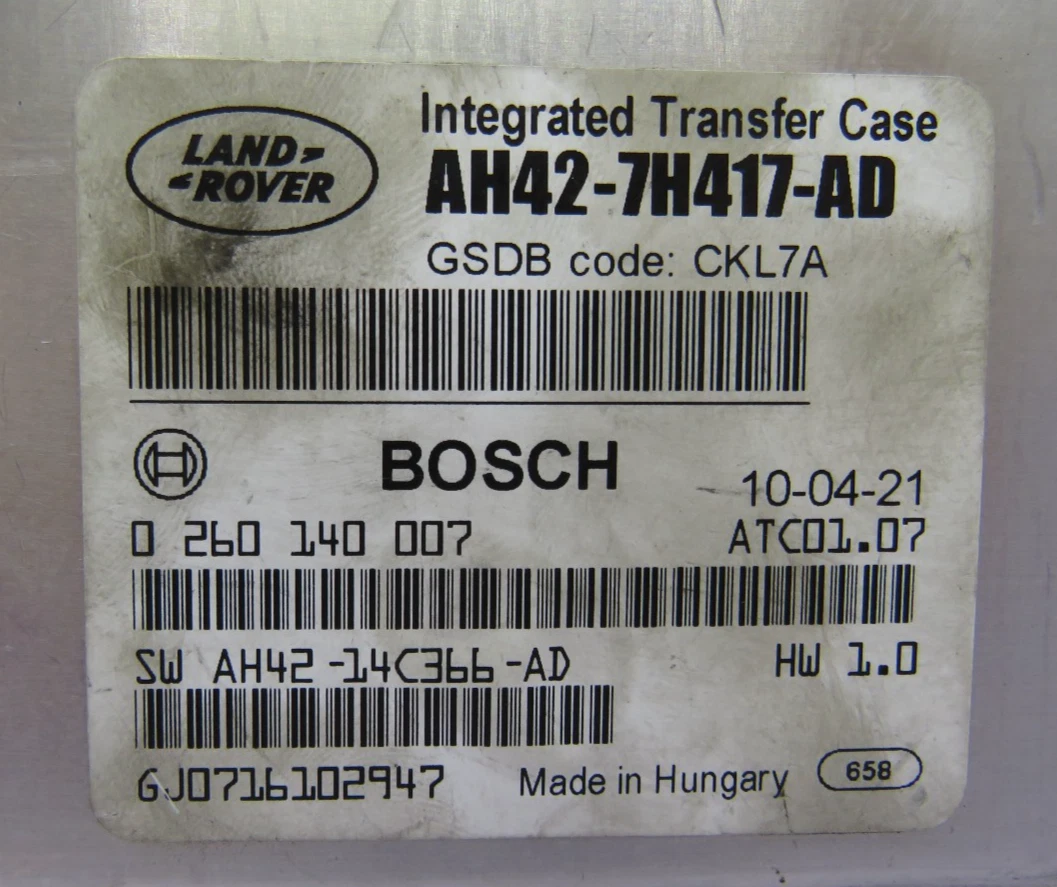 LAND
ROVER
Integrated Transfer Case
AH42-7H417-AD
GSDB code: CKL7A
BOSCH
10-04-21
0 260 140 007
ATC01.07
SW AH42-14C366-AD
HW 1.0
GJ0716102947
Made in Hungary
658